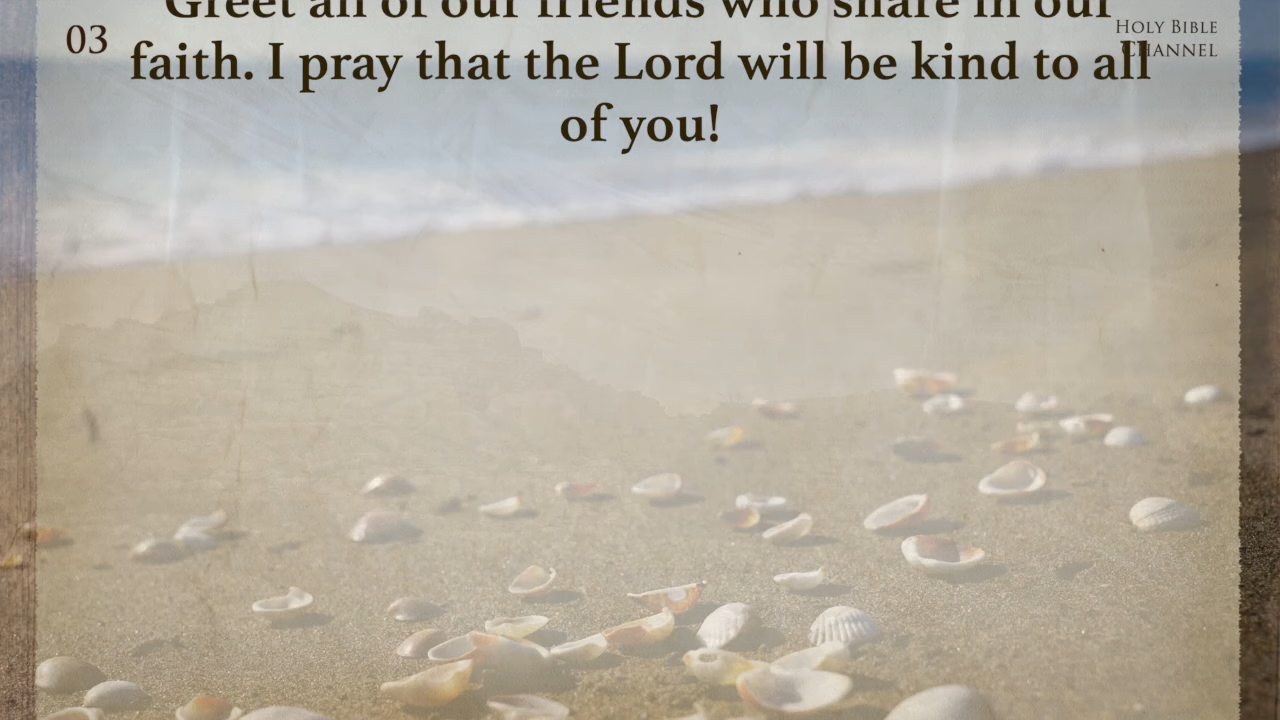 Greet all of our friends who share in our
03
faith. I pray that the Lord will be kind to all
of you!
HOLY BIBLE
CHANNEL